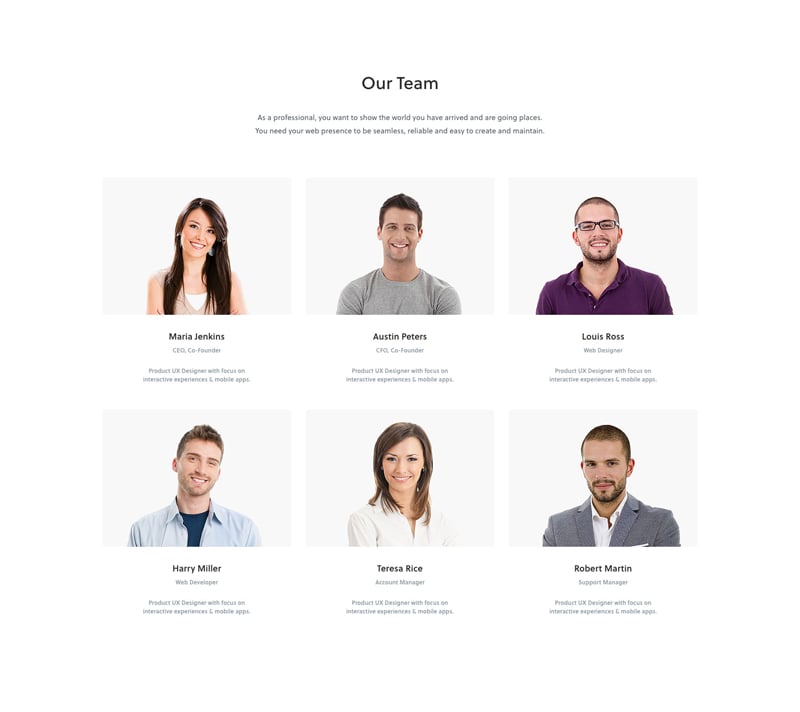 Our Team
As a professional, you want to show the world you have arrived and are going places.
You need your web presence to be seamless, reliable and easy to create and maintain.
Maria Jenkins
CEO, Co-Founder
Product UX Designer with focus on
interactive experiences & mobile apps.
Austin Peters
CFO, Co-Founder
Product UX Designer with focus on
interactive experiences & mobile apps.
Louis Ross
Web Designer
Product UX Designer with focus on
interactive experiences & mobile apps.
Harry Miller
Web Developer
Product UX Designer with focus on
interactive experiences & mobile apps.
Teresa Rice
Account Manager
Product UX Designer with focus on
interactive experiences & mobile apps.
Robert Martin
Support Manager
Product UX Designer with focus on
interactive experiences & mobile apps.